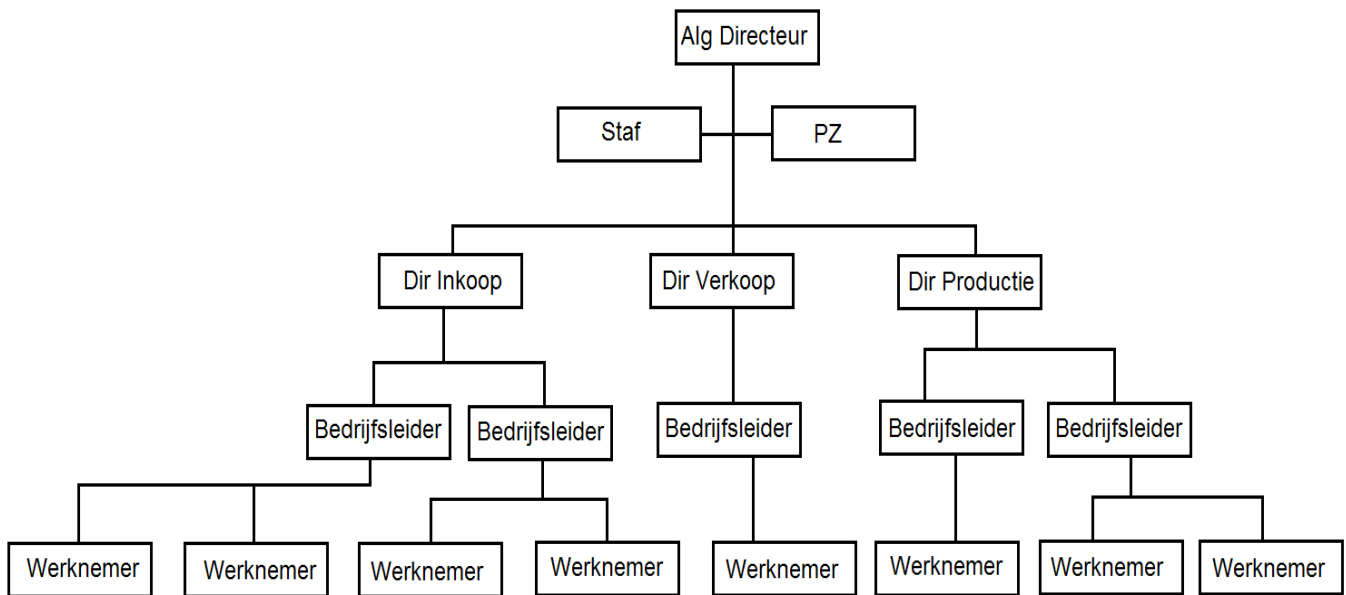 Alg Directeur
Staf
PZ
Dir Inkoop
Dir Verkoop
Dir Productie
Bedrijfsleider
Bedrijfsleider
Bedrijfsleider
Bedrijfsleider
Bedrijfsleider
Werknemer
Werknemer
Werknemer
Werknemer
Werknemer
Werknemer
Werknemer
Werknemer